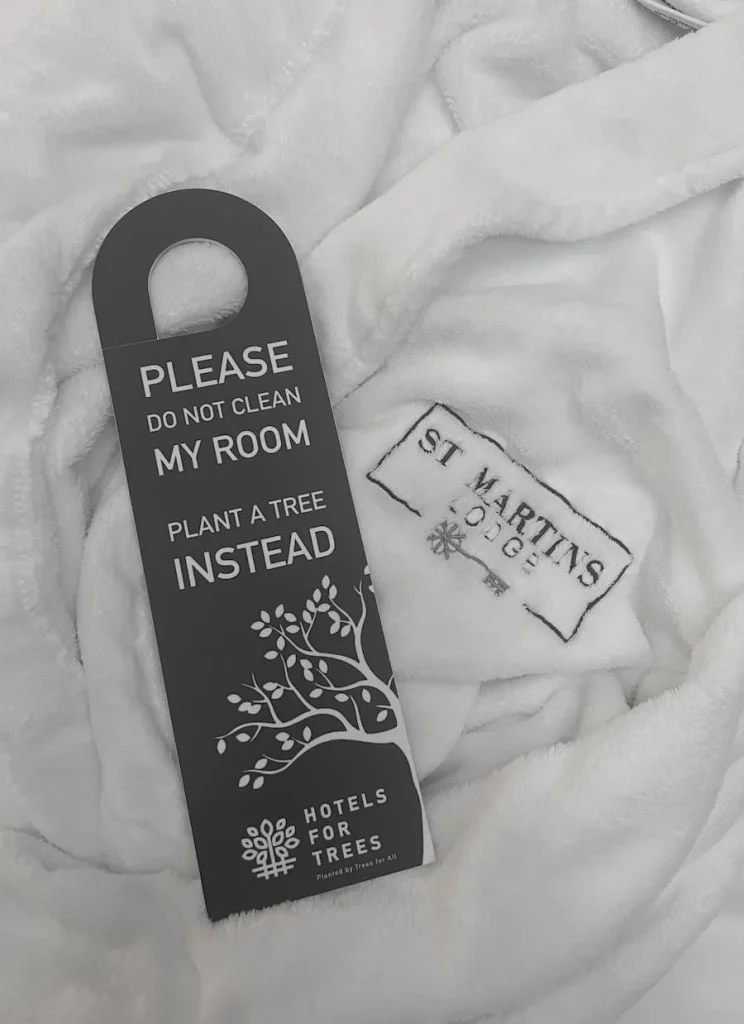 PLEASE
DO NOT CLEAN
MY ROOM
PLANT A TREE
INSTEAD
HOTELS
FOR
TREES
Planted by Trees for All
ST MARTINS
LODGE